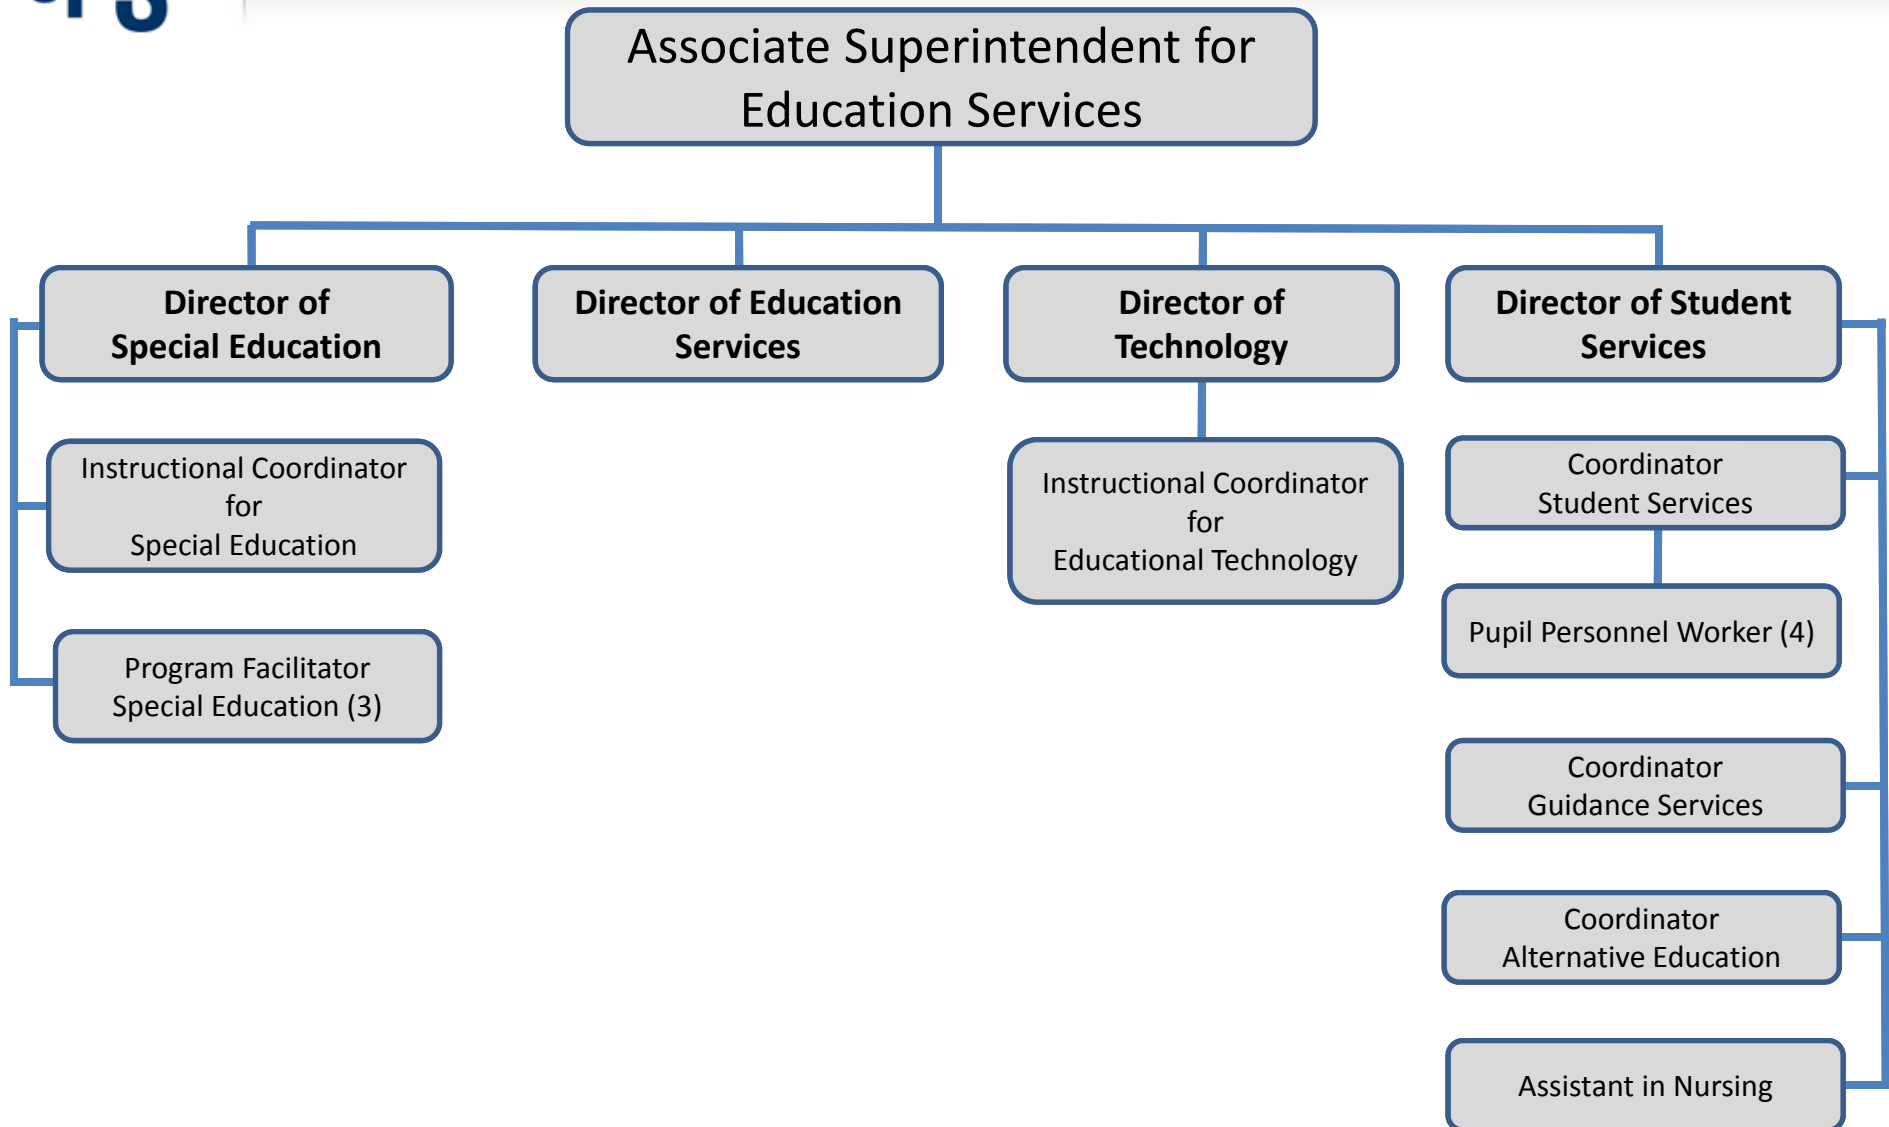 Associate Superintendent for
Education Services
Director of
Special Education
Director of Education
Services
Director of
Technology
Director of Student
Services
Instructional Coordinator
for
Special Education
Program Facilitator
Special Education (3)
Instructional Coordinator
for
Educational Technology
Coordinator
Student Services
Pupil Personnel Worker (4)
Coordinator
Guidance Services
Coordinator
Alternative Education
Assistant in Nursing